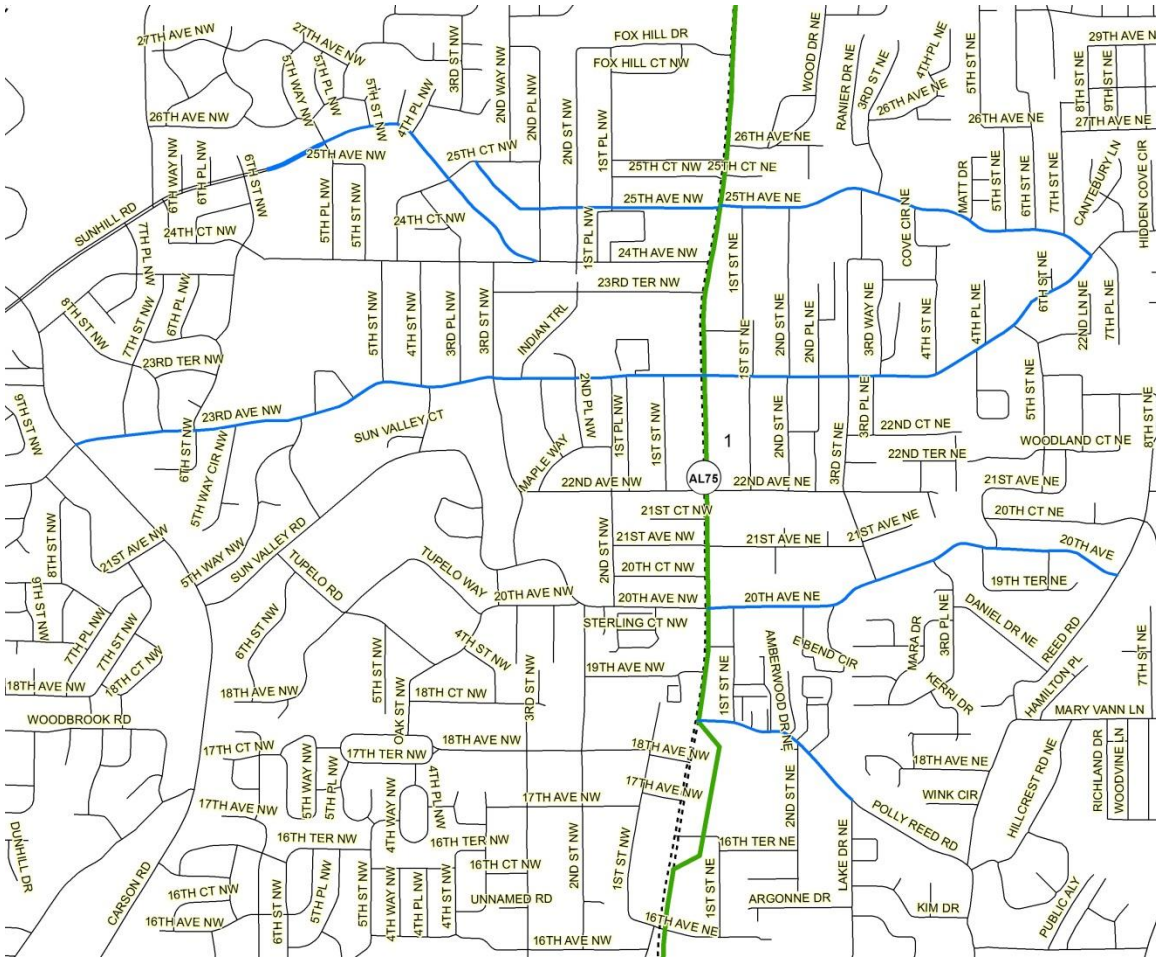 FOX HILL DR
27TH AVE NW
27TH AVE NW
3RD ST NW
2ND WAY NW
2ND PL NW
WOOD DR NE
RANIER DR NE
3RD ST NE
4TH PL NE
5TH ST NE
29TH AVE N
8TH ST NE
9TH ST NE
5TH WAY NW
5TH PL NW
5TH ST NW
4TH PL NW
FOX HILL CT NW
26TH AVE NE
26TH AVE NW
2ND ST NW
1ST PL NW
26TH AVE NE
26TH AVE NE
27TH AVE NE
25TH AVE NW
25TH CT NW
25TH CT NW
25TH CT NE
6TH WAY NW
6TH PL NW
6TH ST NW
MATT DR
5TH ST NE
6TH ST NE
7TH ST NE
CANTEBURY LN
HIDDEN COVE CIR
SUNHILL RD
5TH PL NW
5TH ST NW
24TH CT NW
25TH AVE NW
25TH AVE NE
COVE CIR NE
24TH CT NW
7TH PL NW
1ST PL NW
24TH AVE NW
1ST ST NE
6TH ST NE
23RD TER NW
8TH ST NW
7TH ST NW
6TH PL NW
5TH ST NW
4TH ST NW
3RD PL NW
3RD ST NW
INDIAN TRL
1ST ST NE
2ND ST NE
2ND PL NE
3RD WAY NE
4TH ST NE
4TH PL NE
22ND LN NE
7TH PL NE
23RD TER NW
9TH ST NW
23RD AVE NW
SUN VALLEY CT
2ND PL NW
3RD PL NE
5TH ST NE
8TH ST NE
6TH ST NW
5TH WAY CIR NW
MAPLE WAY
1ST PL NW
1ST ST NW
1
2ND ST NE
3RD ST NE
22ND CT NE
WOODLAND CT NE
22ND TER NE
AL75
22ND AVE NW
22ND AVE NE
21ST AVE NE
21ST CT NW
20TH CT NE
8TH ST NW
21ST AVE NW
5TH WAY NW
SUN VALLEY RD
2ND ST NW
21ST AVE NW
21ST AVE NE
21ST AVE NE
20TH AVE
TUPELO RD
TUPELO WAY
20TH CT NW
19TH TER NE
9TH ST NW
20TH AVE NW
20TH AVE NW
20TH AVE NE
7TH PL NW
7TH ST NW
6TH ST NW
STERLING CT NW
DANIEL DR NE
REED RD
4TH ST NW
AMBERWOOD DR NE
E BEND CIR
MARA DR
3RD PL NE
18TH CT NW
5TH ST NW
19TH AVE NW
7TH ST NE
18TH AVE NW
18TH AVE NW
18TH CT NW
3RD ST NW
1ST ST NE
KERRI DR
HAMILTON PL
WOODBROOK RD
OAK ST NW
MARY VANN LN
17TH CT NW
17TH TER NW
18TH AVE NW
18TH AVE NW
18TH AVE NE
5TH WAY NW
5TH PL NW
4TH PL NW
17TH AVE NW
2ND ST NE
HILLCREST RD NE
RICHLAND DR
WOODVINE LN
17TH AVE NW
4TH WAY NW
17TH AVE NW
WINK CIR
POLLY REED RD
DUNHILL DR
16TH TER NW
16TH TER NW
16TH TER NE
LAKE DR NE
CARSON RD
16TH CT NW
5TH PL NW
5TH ST NW
4TH WAY NW
4TH PL NW
4TH ST NW
16TH CT NW
UNNAMED RD
2ND ST NW
1ST ST NW
1ST ST NE
ARGONNE DR
KIM DR
PUBLIC ALY
16TH AVE NW
6TH ST NW
16TH AVE NW
16TH AVE NE